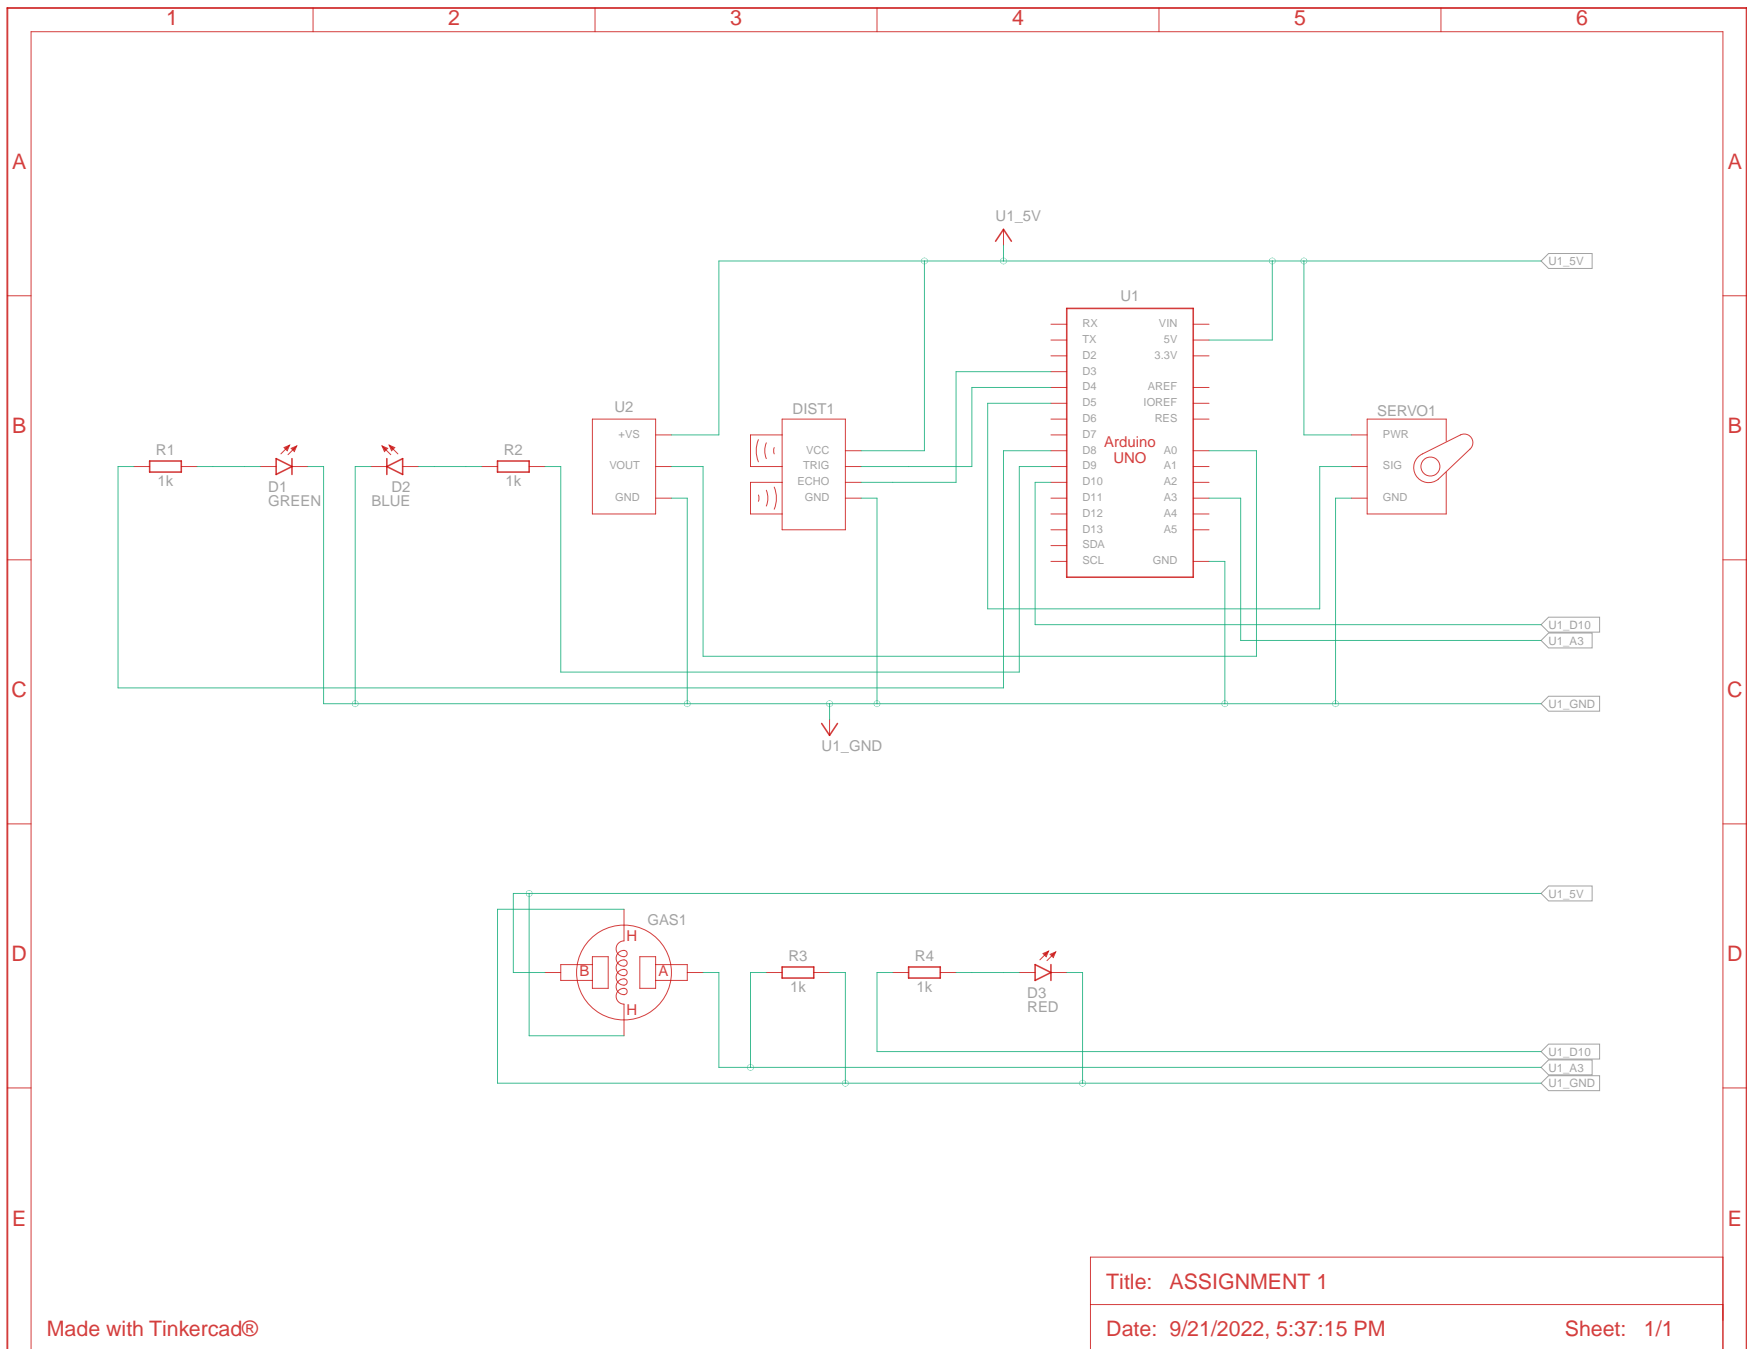 1 2 3 4 5 6
A A
U1_5V
U1_5V
B B
U1
RX VIN
TX 5V
D2 3.3V
D3
D4 AREF
D5 IOREF
D6 RES
D7
Arduino
UNO
D8 A0
D9 A1
D10 A2
D11 A3
D12 A4
D13 A5
SDA
SCL GND
U2
+VS
VOUT
GND
DIST1
VCC
TRIG
ECHO
GND
SERVO1
PWR
SIG
GND
R1
1k
D1
GREEN
D2
BLUE
R2
1k
U1_D10
U1_A3
C C
U1_GND
U1_GND
U1_5V
D D
GAS1
H
B A
H
R3
1k
R4
1k
D3
RED
U1_D10
U1_A3
U1_GND
E E
Title: ASSIGNMENT 1
Made with Tinkercad®
Date: 9/21/2022, 5:37:15 PM Sheet: 1/1